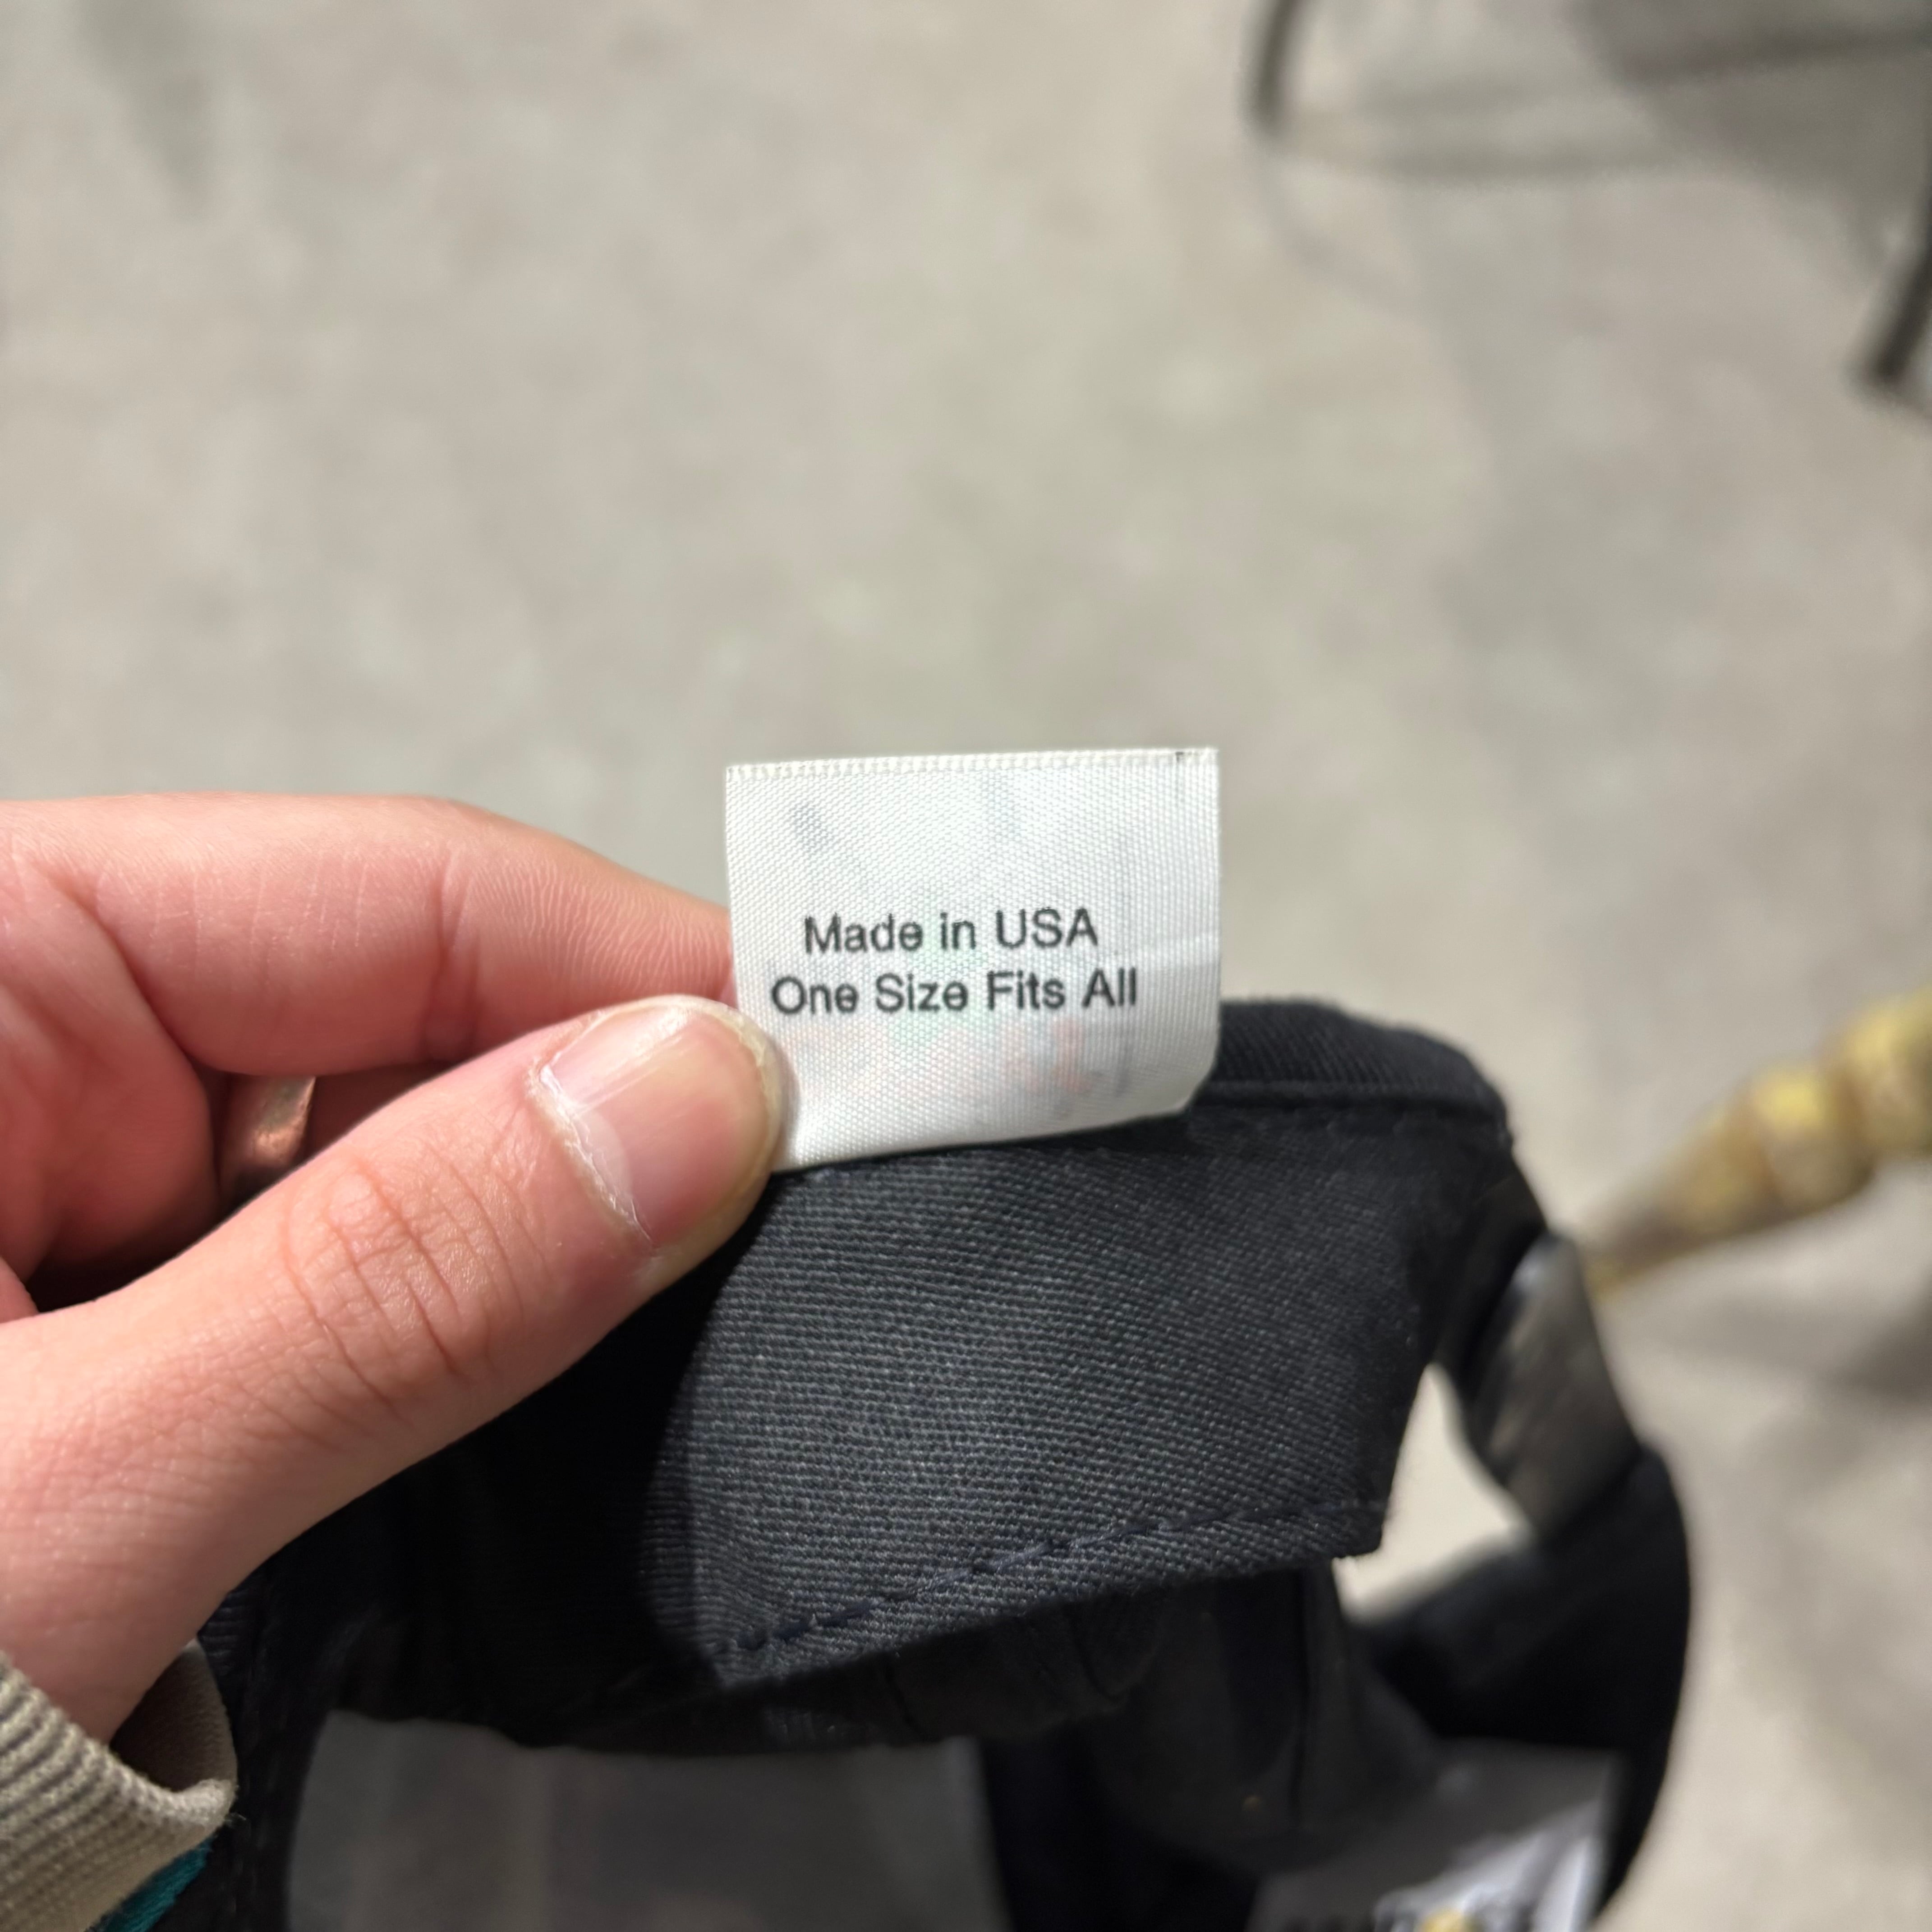 Made in USA
One Size Fits All